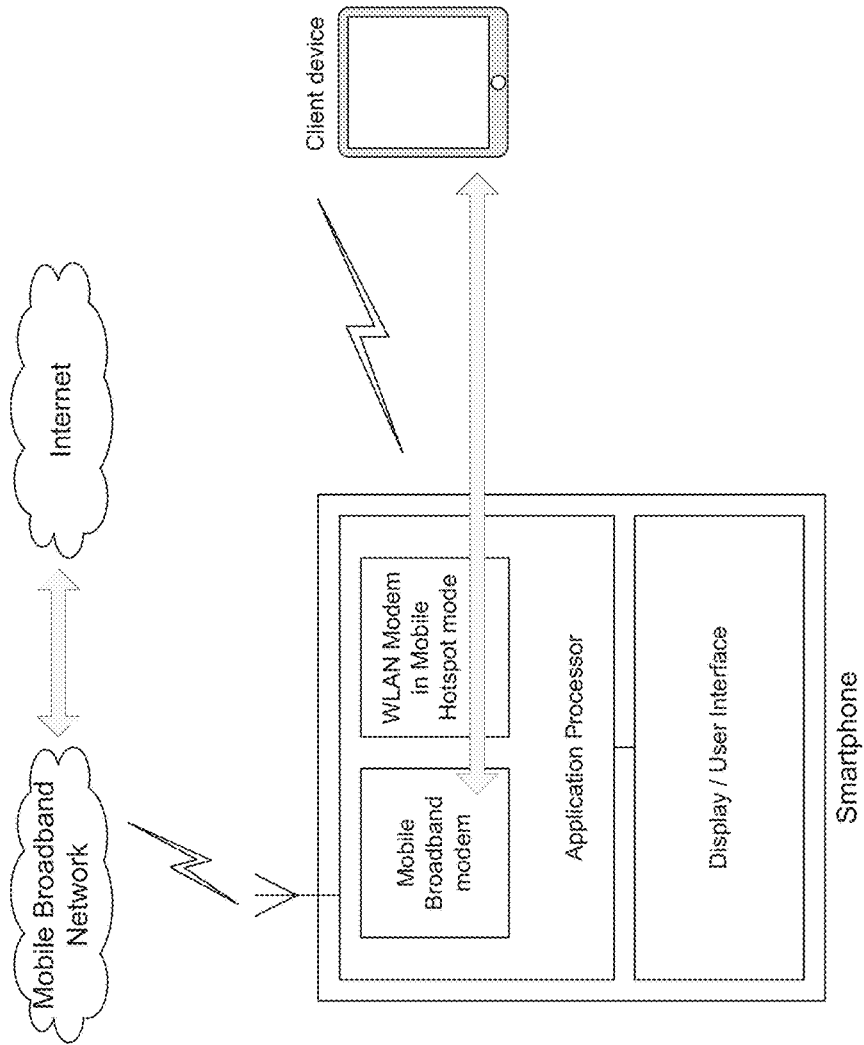 Mobile Broadband
Network
Internet
Client device
Mobile
Broadband
modem
WLAN Modem
in Mobile
Hotspot mode
Application Processor
Display / User Interface
Smartphone